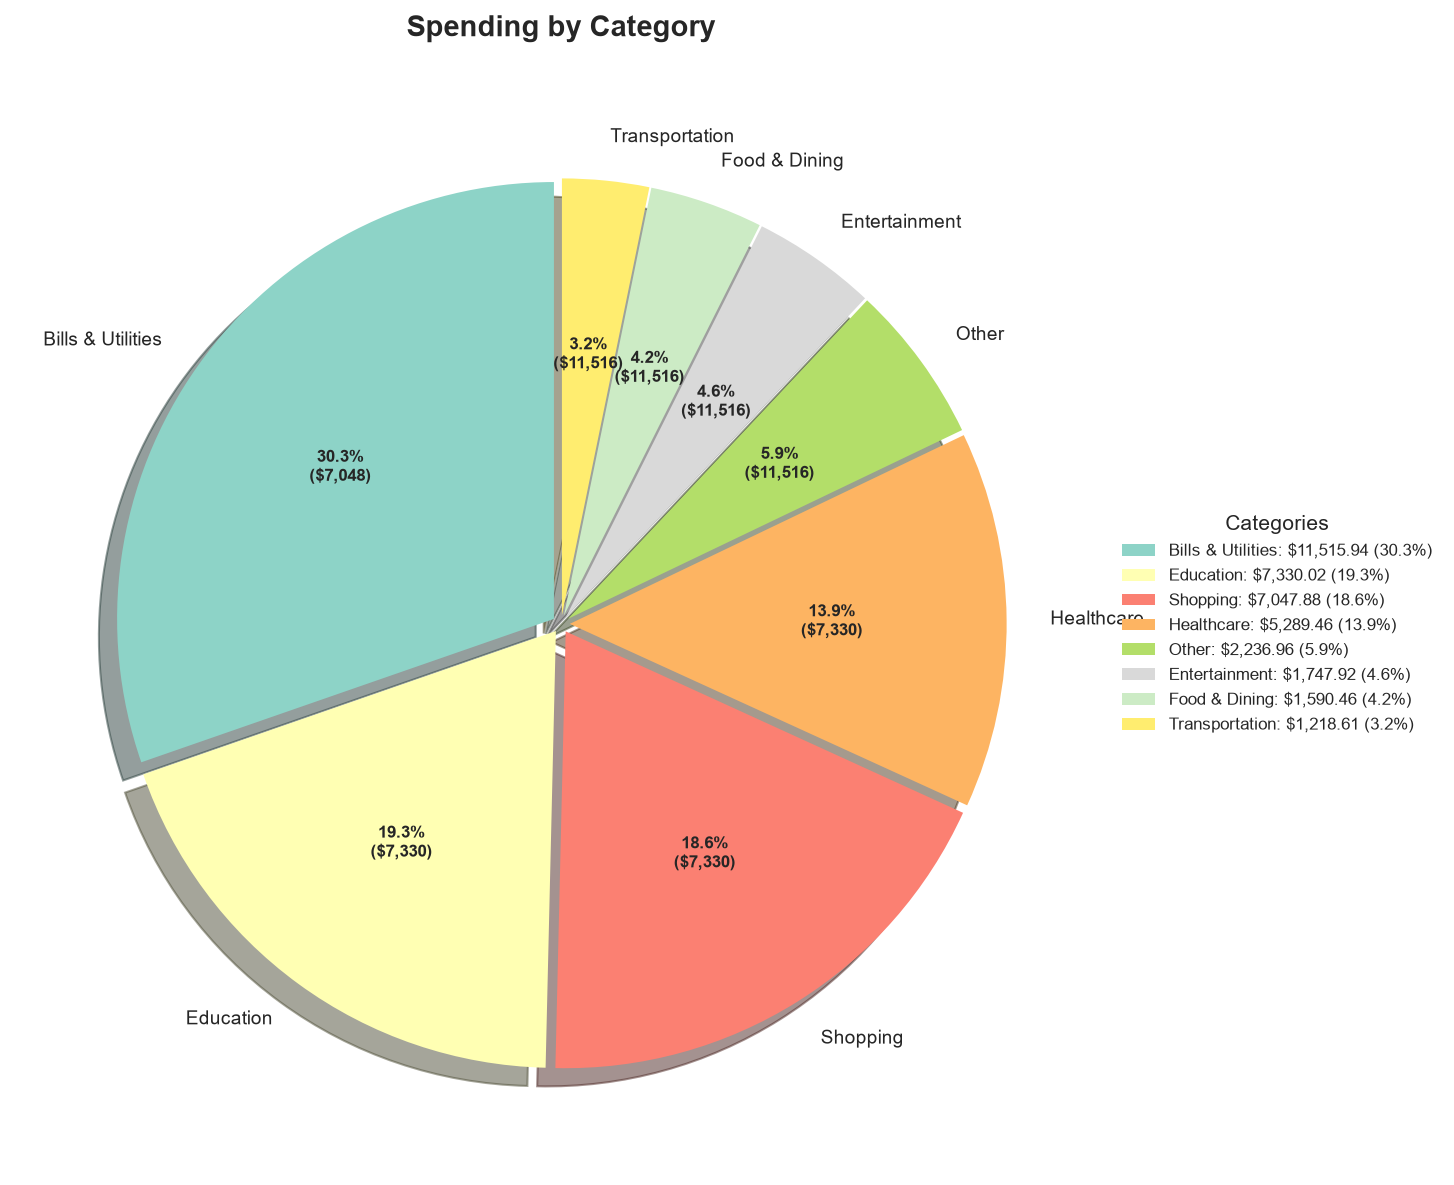 Spending by Category
Transportation
Food & Dining
Entertainment
Other
Bills & Utilities
Healthcare
Education
Shopping
3.2%
($11,516)
4.2%
($11,516)
4.6%
($11,516)
5.9%
($11,516)
30.3%
($7,048)
13.9%
($7,330)
19.3%
($7,330)
18.6%
($7,330)
Categories
Bills & Utilities: $11,515.94 (30.3%)
Education: $7,330.02 (19.3%)
Shopping: $7,047.88 (18.6%)
Healthcare: $5,289.46 (13.9%)
Other: $2,236.96 (5.9%)
Entertainment: $1,747.92 (4.6%)
Food & Dining: $1,590.46 (4.2%)
Transportation: $1,218.61 (3.2%)